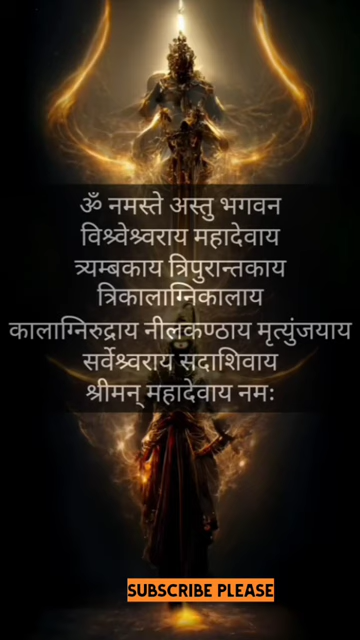 ॐ नमस्ते अस्तु भगवन
विश्र्वेश्र्वराय महादेवाय
त्र्यम्बकाय त्रिपुरान्तकाय
त्रिकालाग्निकालाय
कालाग्निरुद्राय नीलकण्ठाय मृत्युंजयाय
सर्वेश्र्वराय सदाशिवाय
श्रीमन् महादेवाय नमः
SUBSCRIBE PLEASE